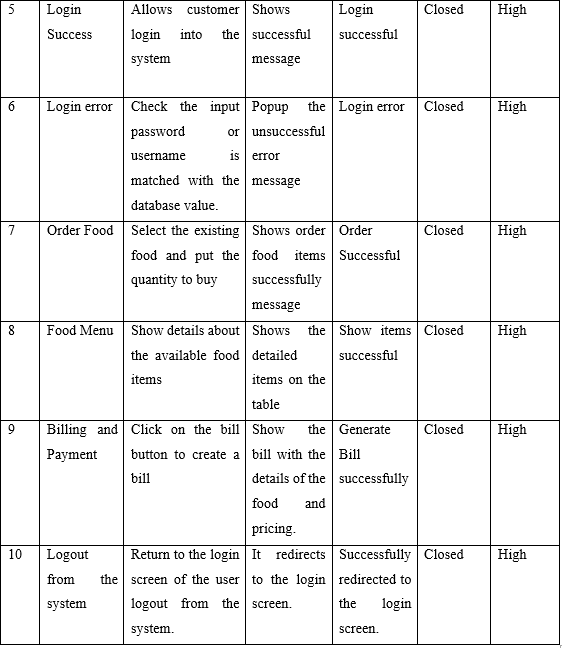 5 Login Allows customer Shows Login Closed High
Success login into the successful successful
system message
6 Login error Check the input Popup the Login error Closed High
password or unsuccessful
username is error
matched with the message
database value.
7 Order Food Select the existing Shows order Order Closed High
food and put the food items Successful
quantity to buy successfully
message
8 Food Menu Show details about Shows the Show items Closed High
the available food detailed successful
items items on the
table
9 Billing and Click on the bill Show the Generate Closed High
Payment button to create a bill with the Bill
bill details of the successfully
food and
pricing.
10 Logout Return to the login It redirects Successfully Closed High
from the screen of the user to the login redirected to
system logout from the screen. the login
system. screen.